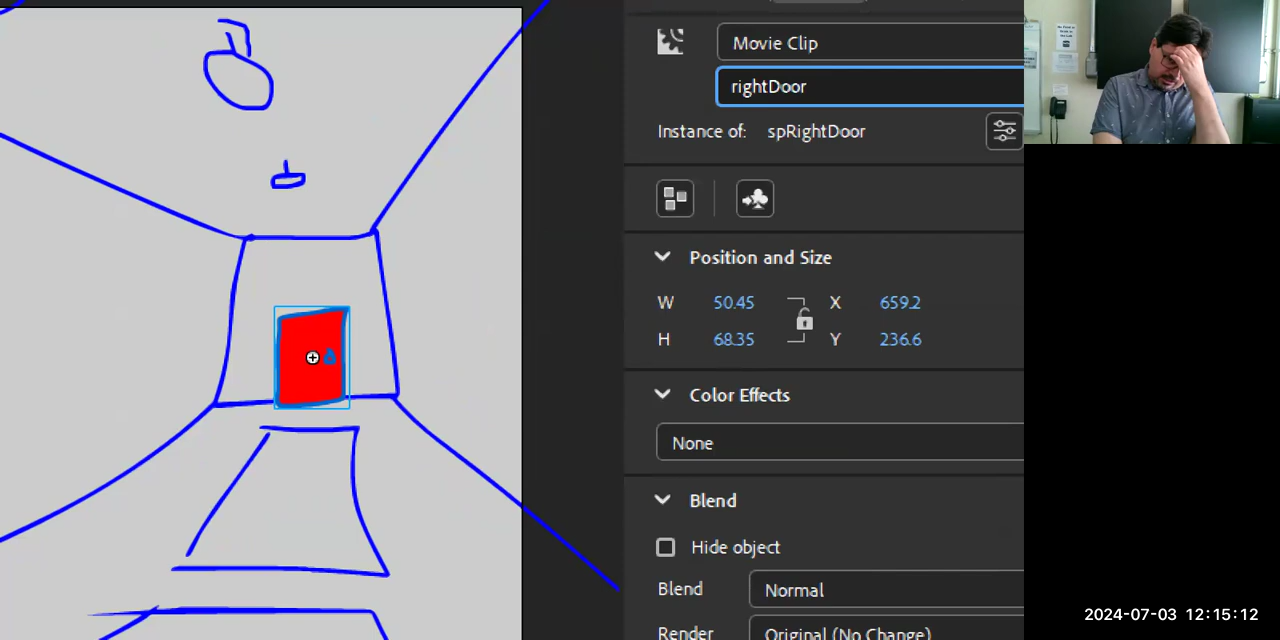 Movie Clip
rightDoor
Instance of: spRightDoor
Position and Size
W 50.45 X 659.2
H 68.35 Y 236.6
Color Effects
None
Blend
Hide object
Blend Normal
Render Original (No Change)
2024-07-03 12:15:12